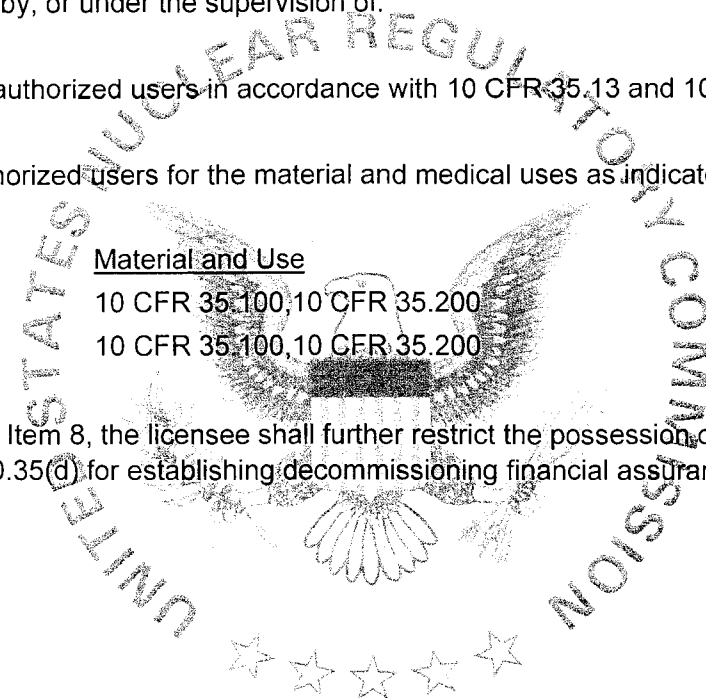 by, or under the supervision of:
authorized users in accordance with 10 CFR 35.13 and 10
horized users for the material and medical uses as indicate
Material and Use
10 CFR 35.100,10 CFR 35.200
10 CFR 35.100,10 CFR 35.200
Item 8, the licensee shall further restrict the possession
0.35(d) for establishing decommissioning financial assuran
UNITED STATES NUCLEAR REGULATORY COMMISSION